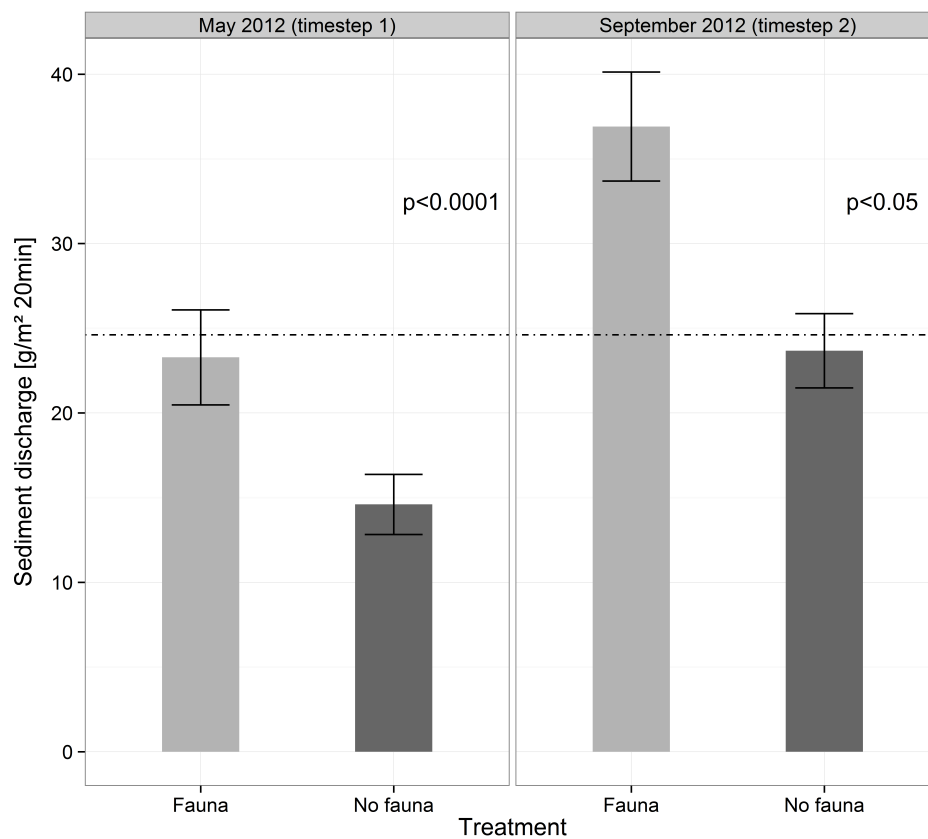 May 2012 (timestep 1)
September 2012 (timestep 2)
Sediment discharge [g/m² 20min]
40
30
20
10
0
p<0.0001
p<0.05
Fauna
No fauna
Fauna
No fauna
Treatment